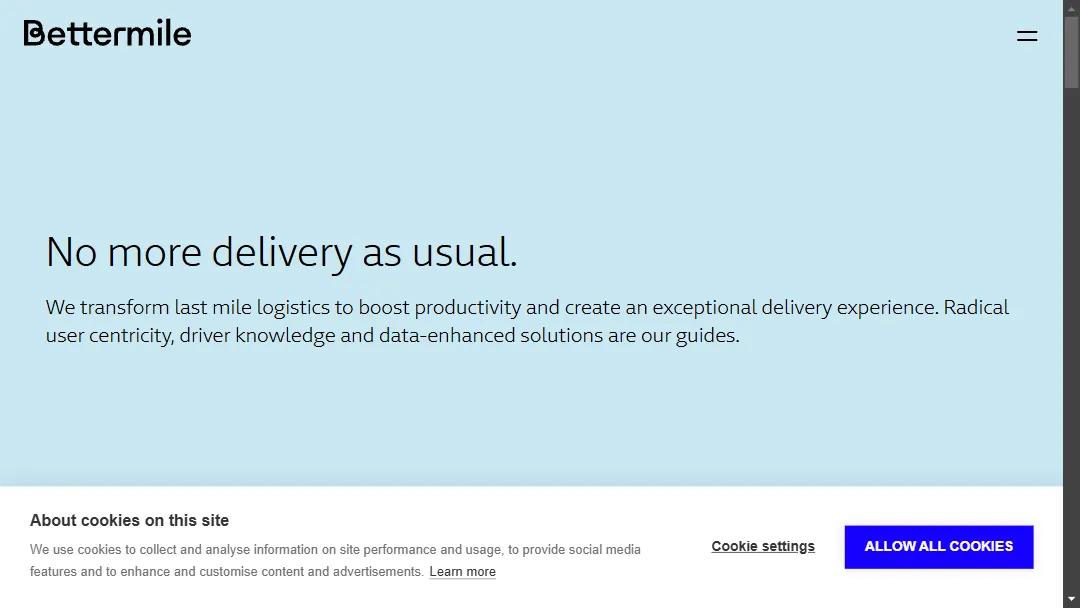 Bettermile
No more delivery as usual.
We transform last mile logistics to boost productivity and create an exceptional delivery experience. Radical
user centricity, driver knowledge and data-enhanced solutions are our guides.
About cookies on this site
We use cookies to collect and analyse information on site performance and usage, to provide social media
features and to enhance and customise content and advertisements. Learn more
Cookie settings
ALLOW ALL COOKIES